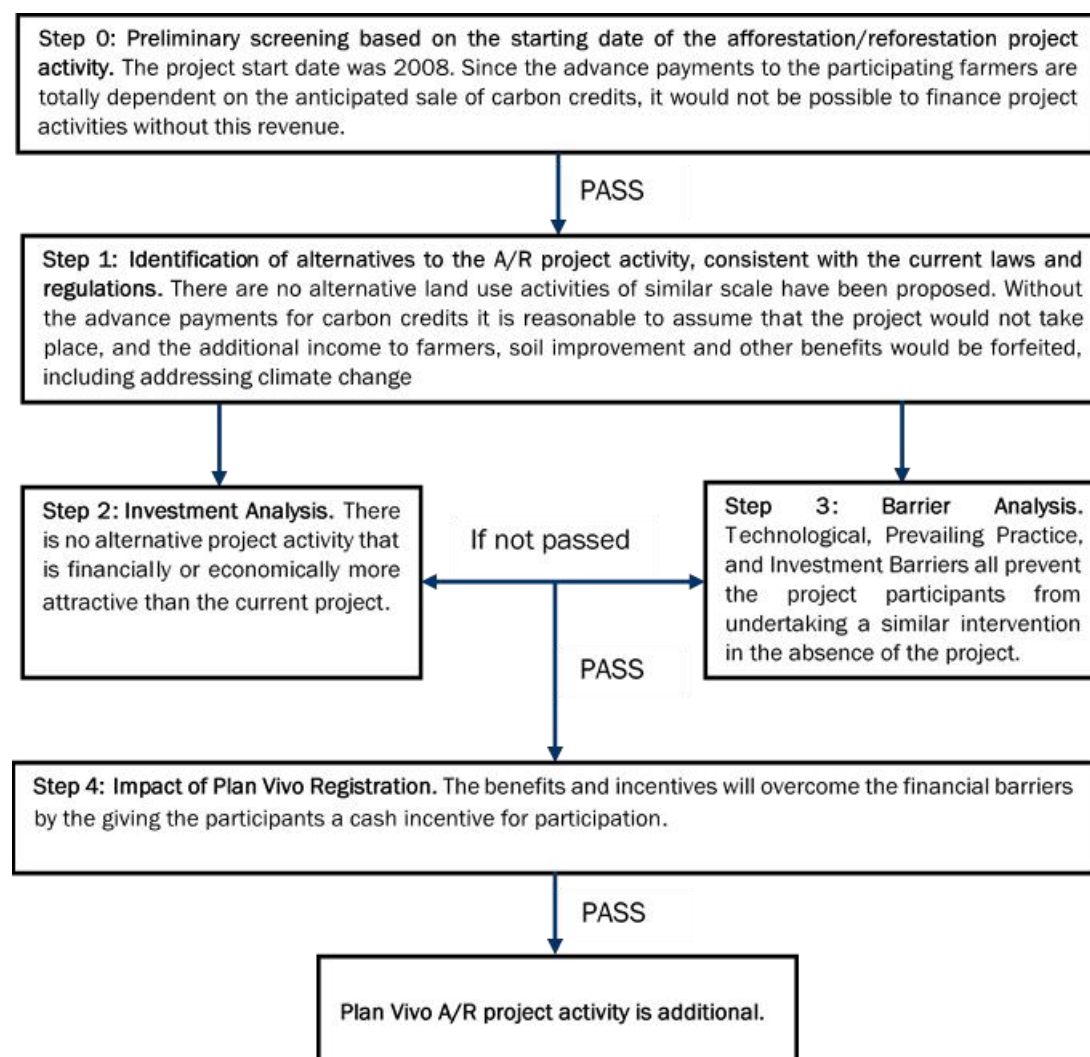 Step 0: Preliminary screening based on the starting date of the afforestation/reforestation project
activity. The project start date was 2008. Since the advance payments to the participating farmers are
totally dependent on the anticipated sale of carbon credits, it would not be possible to finance project
activities without this revenue.
PASS
Step 1: Identification of alternatives to the A/R project activity, consistent with the current laws and
regulations. There are no alternative land use activities of similar scale have been proposed. Without
the advance payments for carbon credits it is reasonable to assume that the project would not take
place, and the additional income to farmers, soil improvement and other benefits would be forfeited,
including addressing climate change
Step 2: Investment Analysis. There
is no alternative project activity that
is financially or economically more
attractive than the current project.
If not passed
Step 3: Barrier Analysis.
Technological, Prevailing Practice,
and Investment Barriers all prevent
the project participants from
undertaking a similar intervention
in the absence of the project.
PASS
Step 4: Impact of Plan Vivo Registration. The benefits and incentives will overcome the financial barriers
by the giving the participants a cash incentive for participation.
PASS
Plan Vivo A/R project activity is additional.